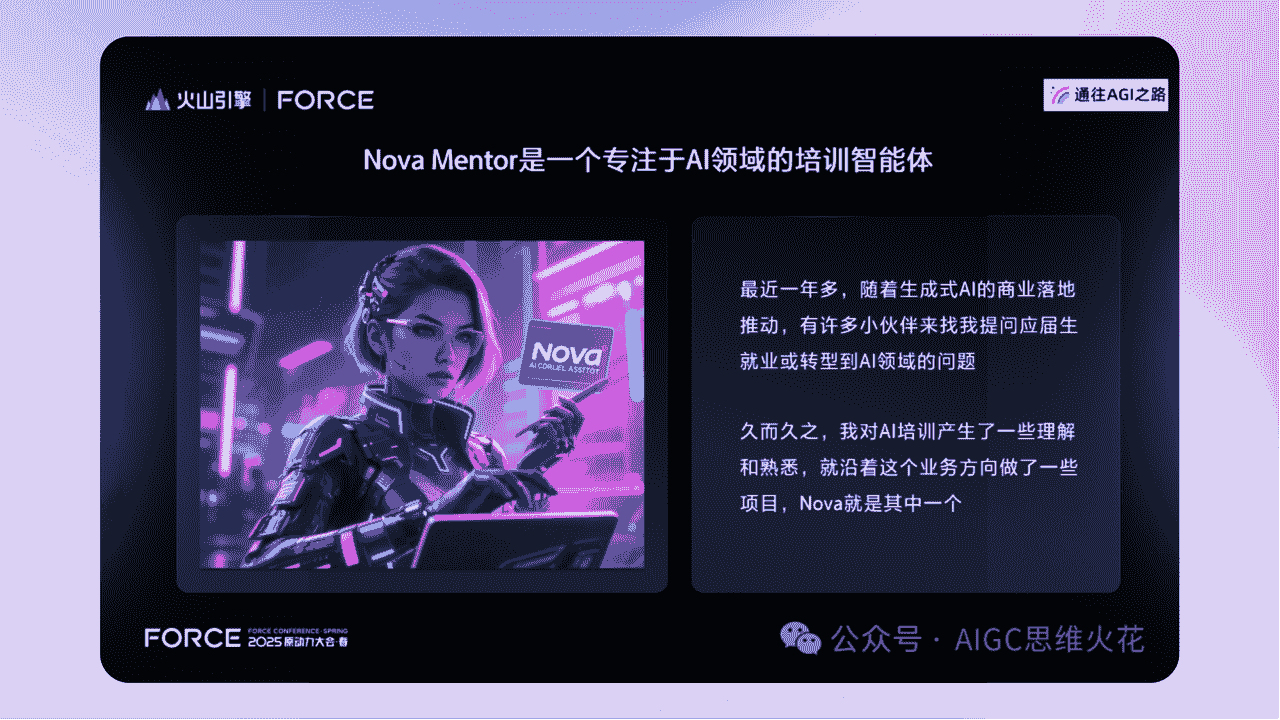 火山引擎 | FORCE
通往AGI之路
Nova Mentor是一个专注于AI领域的培训智能体
Nova
AI CORUEL ASSTTOT
最近一年多，随着生成式AI的商业落地
推动，有许多小伙伴来找我提问应届生
就业或转型到AI领域的问题
久而久之，我对AI培训产生了一些理解
和熟悉，就沿着这个业务方向做了一些
项目，Nova就是其中一个
FORCE
FORCE CONFERENCE·SPRING
2025原动力大会·春
公众号 · AIGC思维火花